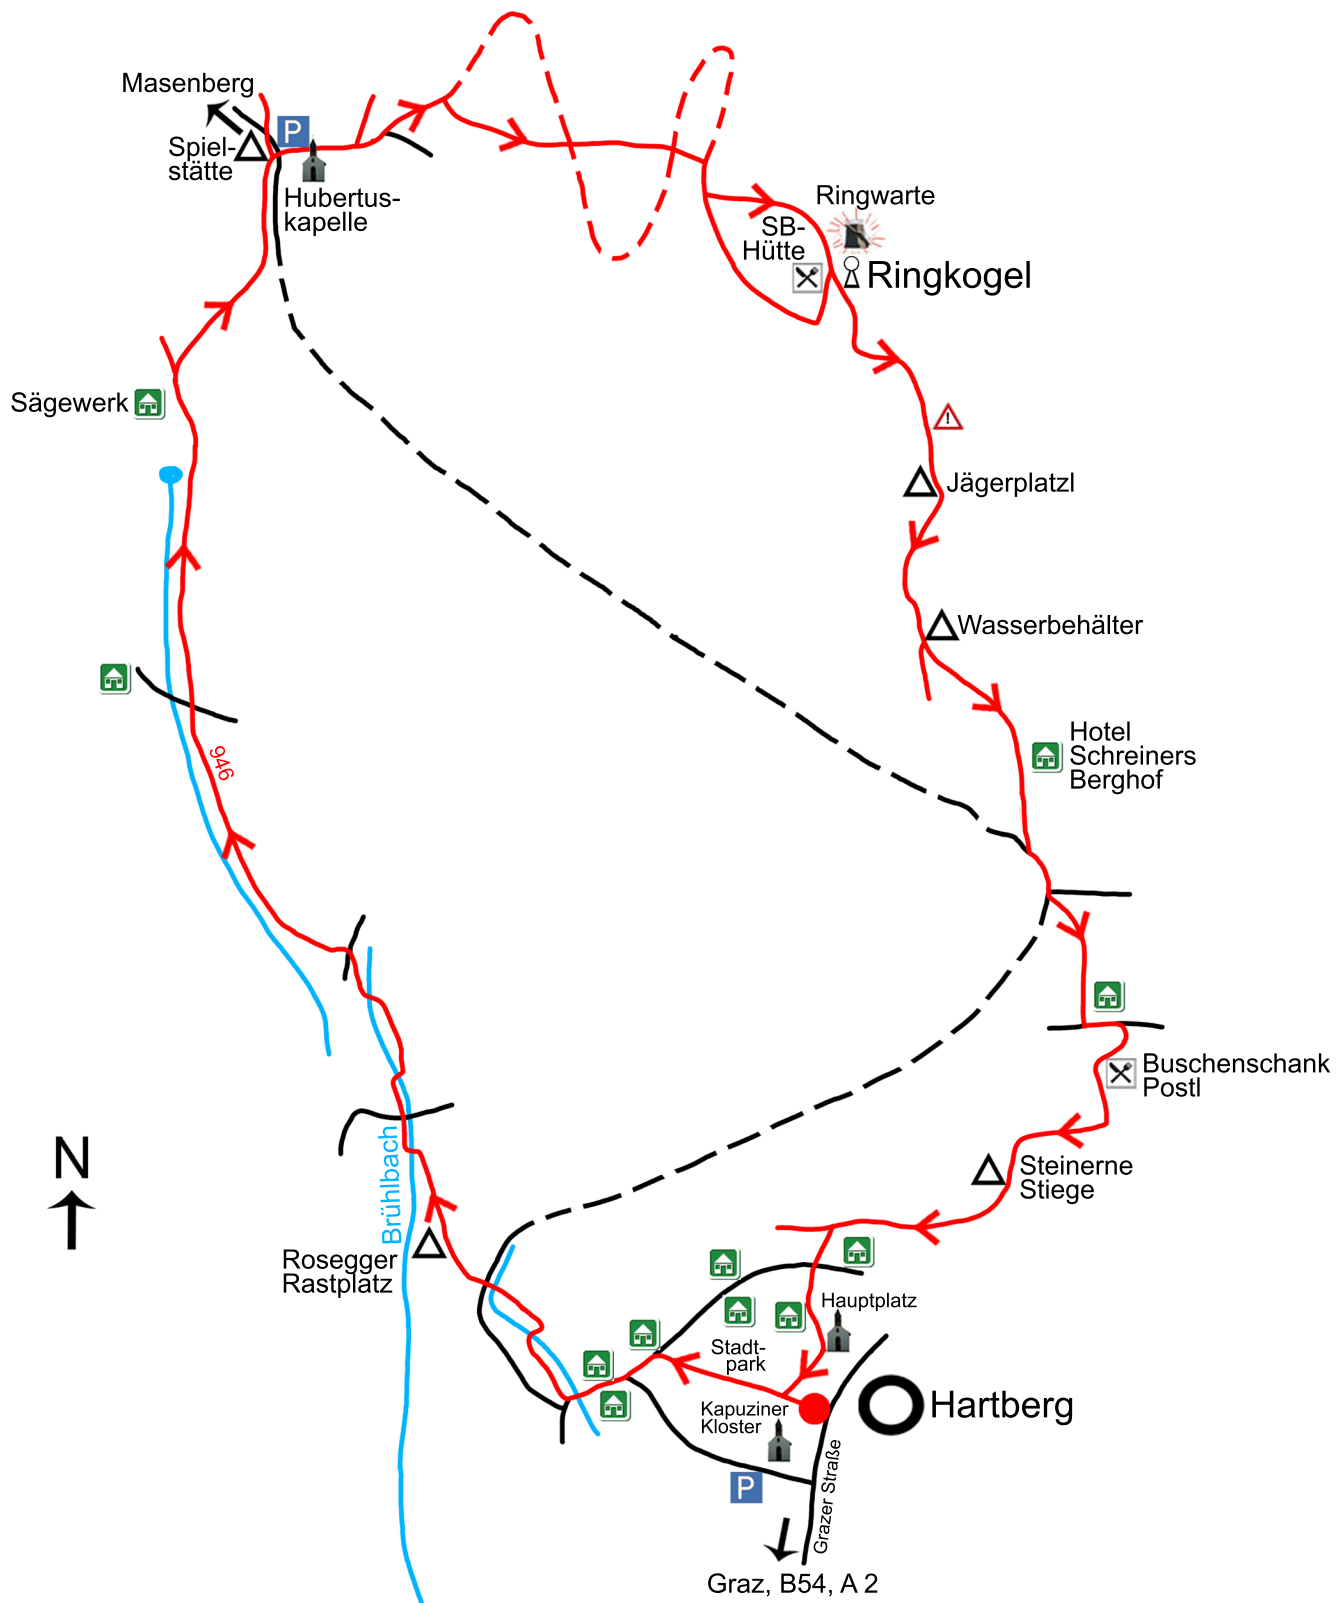 Masenberg
P
Spiel-
stätte
Hubertus-
kapelle
Ringwarte
SB-
Hütte
Ringkogel
Sägewerk
!
Jägerplatzl
Wasserbehälter
946
Hotel
Schreiners
Berghof
Buschenschank
Postl
N
Brühlbach
Steinerne
Stiege
Rosegger
Rastplatz
Hauptplatz
Stadt-
park
Kapuziner
Kloster
Hartberg
P
Grazer Straße
Graz, B54, A 2